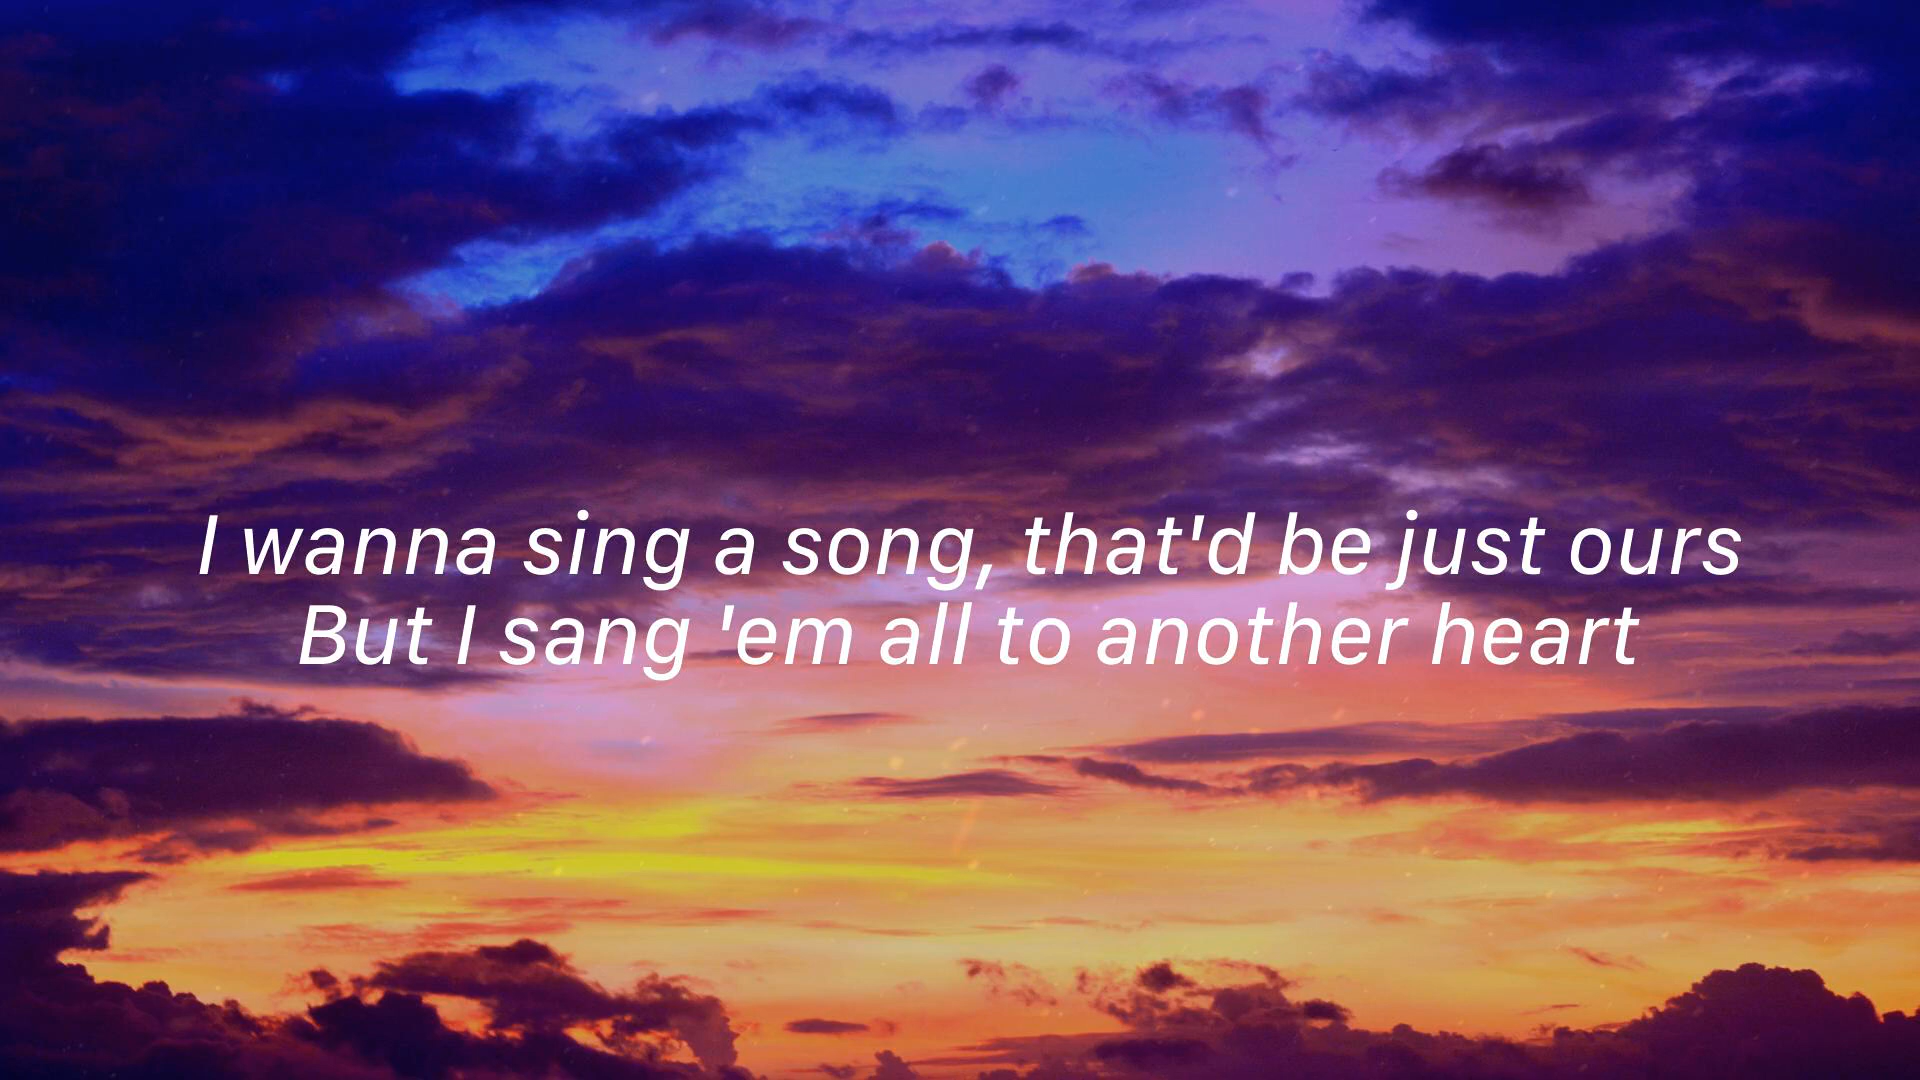 I wanna sing a song, that'd be just ours
But I sang 'em all to another heart